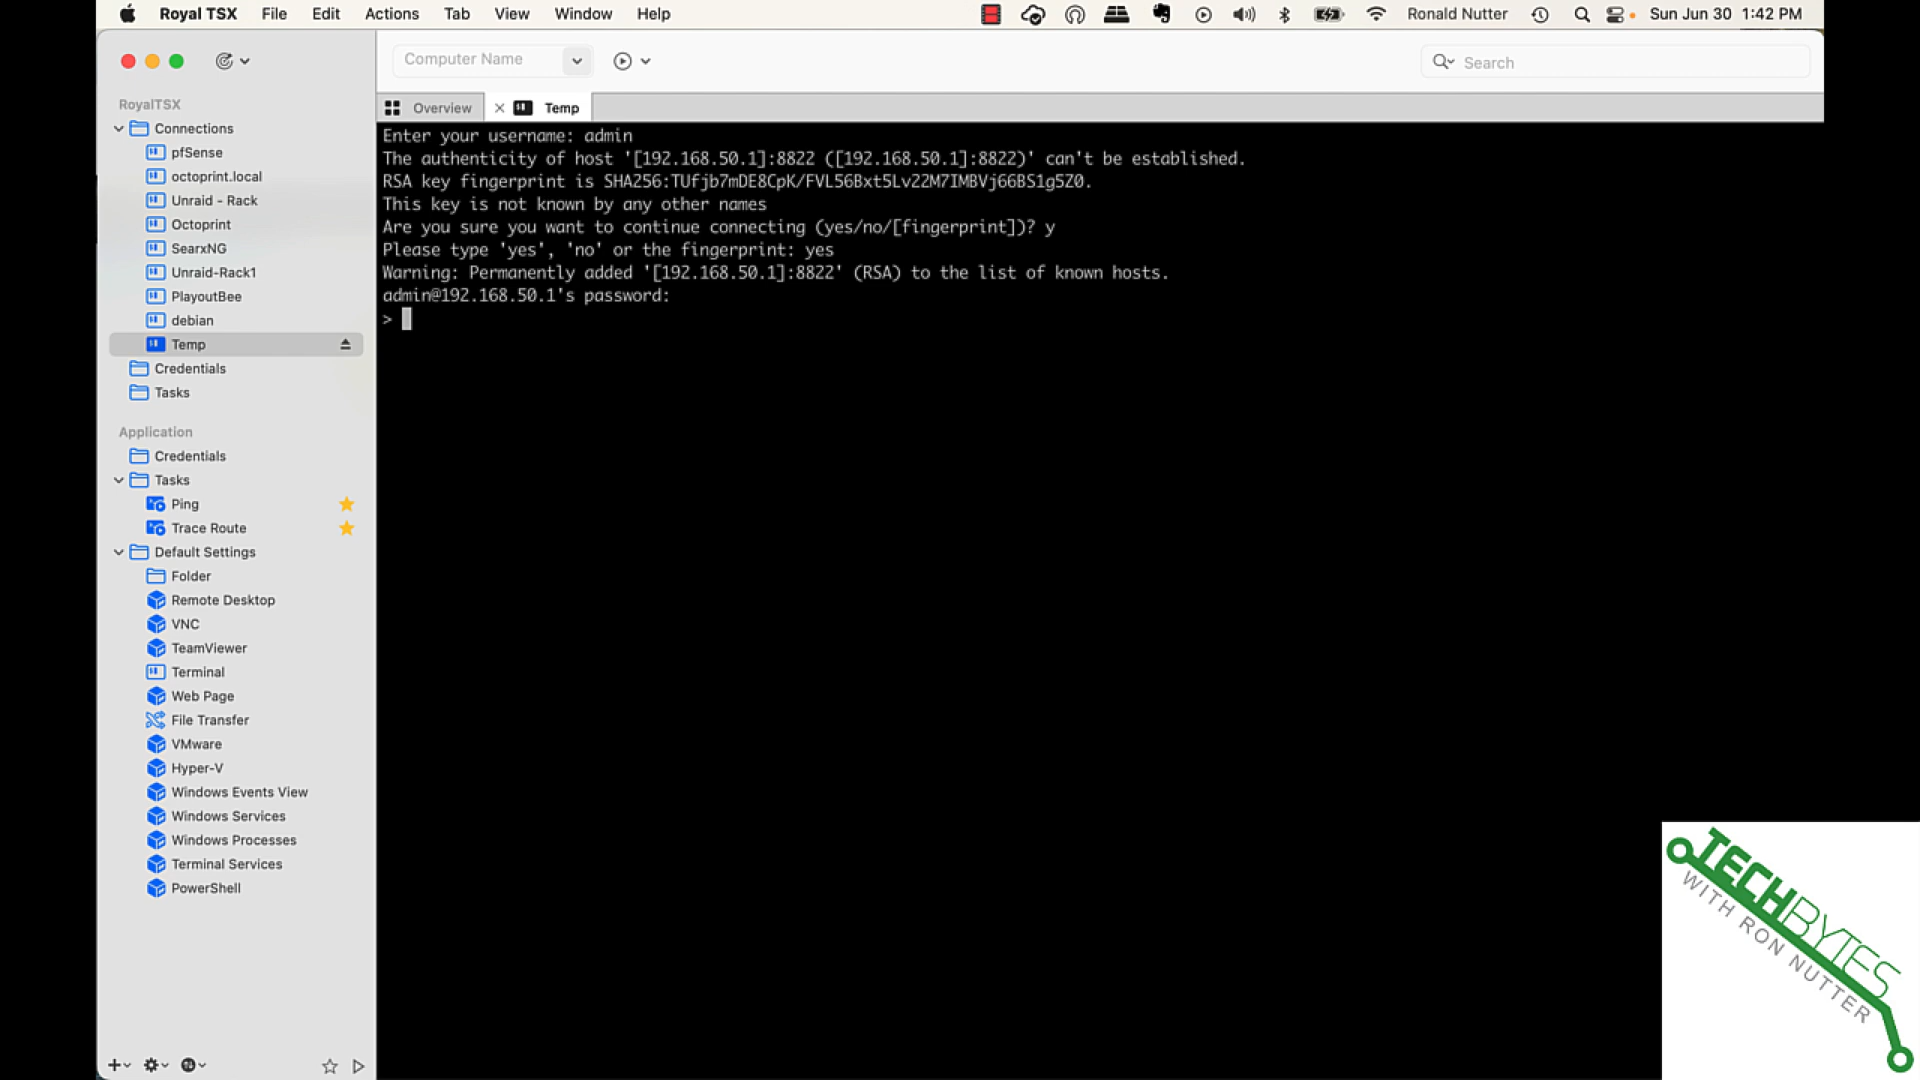 Royal TSX File Edit Actions Tab View Window Help Ronald Nutter Sun Jun 30 1:42 PM
Computer Name
Search
RoyalTSX
Connections
pfSense
octoprint.local
Unraid - Rack
Octoprint
SearxNG
Unraid-Rack1
PlayoutBee
debian
Temp
Credentials
Tasks
Application
Credentials
Tasks
Ping
Trace Route
Default Settings
Folder
Remote Desktop
VNC
TeamViewer
Terminal
Web Page
File Transfer
VMware
Hyper-V
Windows Events View
Windows Services
Windows Processes
Terminal Services
PowerShell
Overview Temp
Enter your username: admin
The authenticity of host '[192.168.50.1]:8822 ([192.168.50.1]:8822)' can't be established.
RSA key fingerprint is SHA256:TUfjb7mDE8CpK/FVL56Bxt5Lv22M7IMBVj66BS1g5Z0.
This key is not known by any other names
Are you sure you want to continue connecting (yes/no/[fingerprint])? y
Please type 'yes', 'no' or the fingerprint: yes
Warning: Permanently added '[192.168.50.1]:8822' (RSA) to the list of known hosts.
admin@192.168.50.1's password:
>
TECHBYTES
WITH RON NUTTER